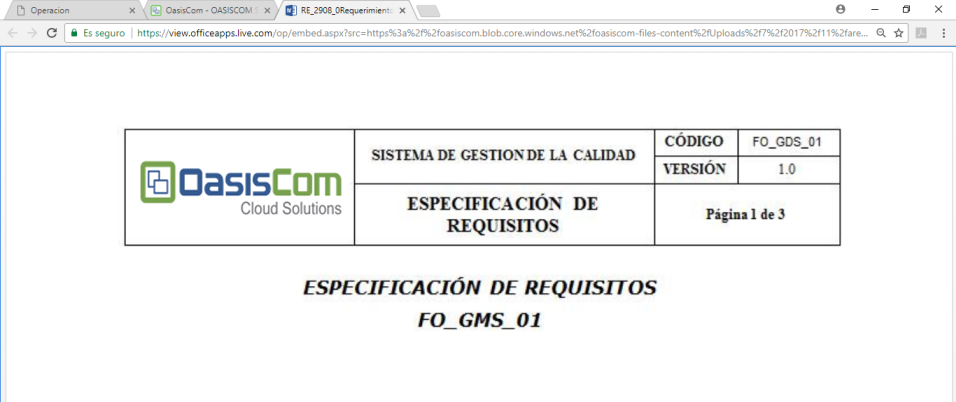 Operacion
OasisCom - OASISCOM S
RE_2908_0Requerimiento
Es seguro | https://view.officeapps.live.com/op/embed.aspx?src=https%3a%2f%2foasiscom.blob.core.windows.net%2foasiscom-files-content%2fUploads%2f7%2f2017%2f11%2fare...
OasisCom
Cloud Solutions
SISTEMA DE GESTION DE LA CALIDAD
CÓDIGO FO_GDS_01
VERSIÓN 1.0
ESPECIFICACIÓN DE
REQUISITOS
Página 1 de 3
ESPECIFICACIÓN DE REQUISITOS
FO_GMS_01